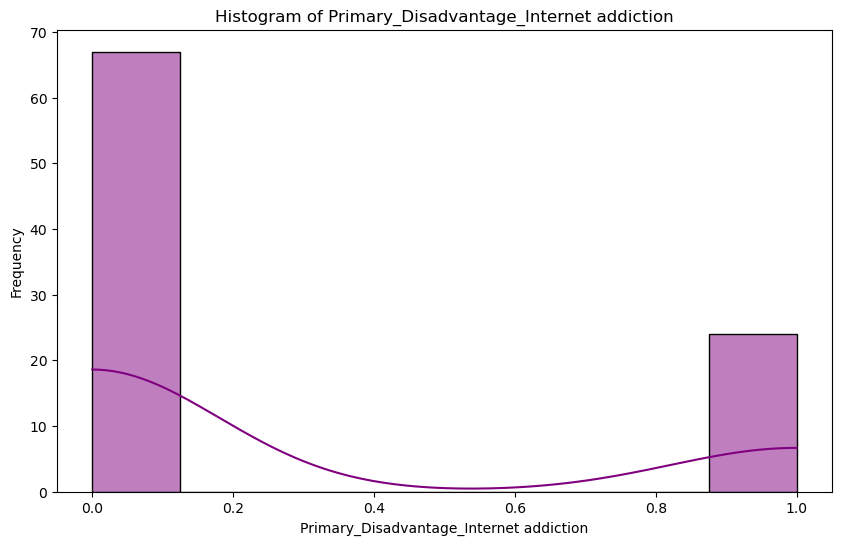 Histogram of Primary_Disadvantage_Internet addiction
70
60
50
40
30
20
10
0
Frequency
0.0 0.2 0.4 0.6 0.8 1.0
Primary_Disadvantage_Internet addiction